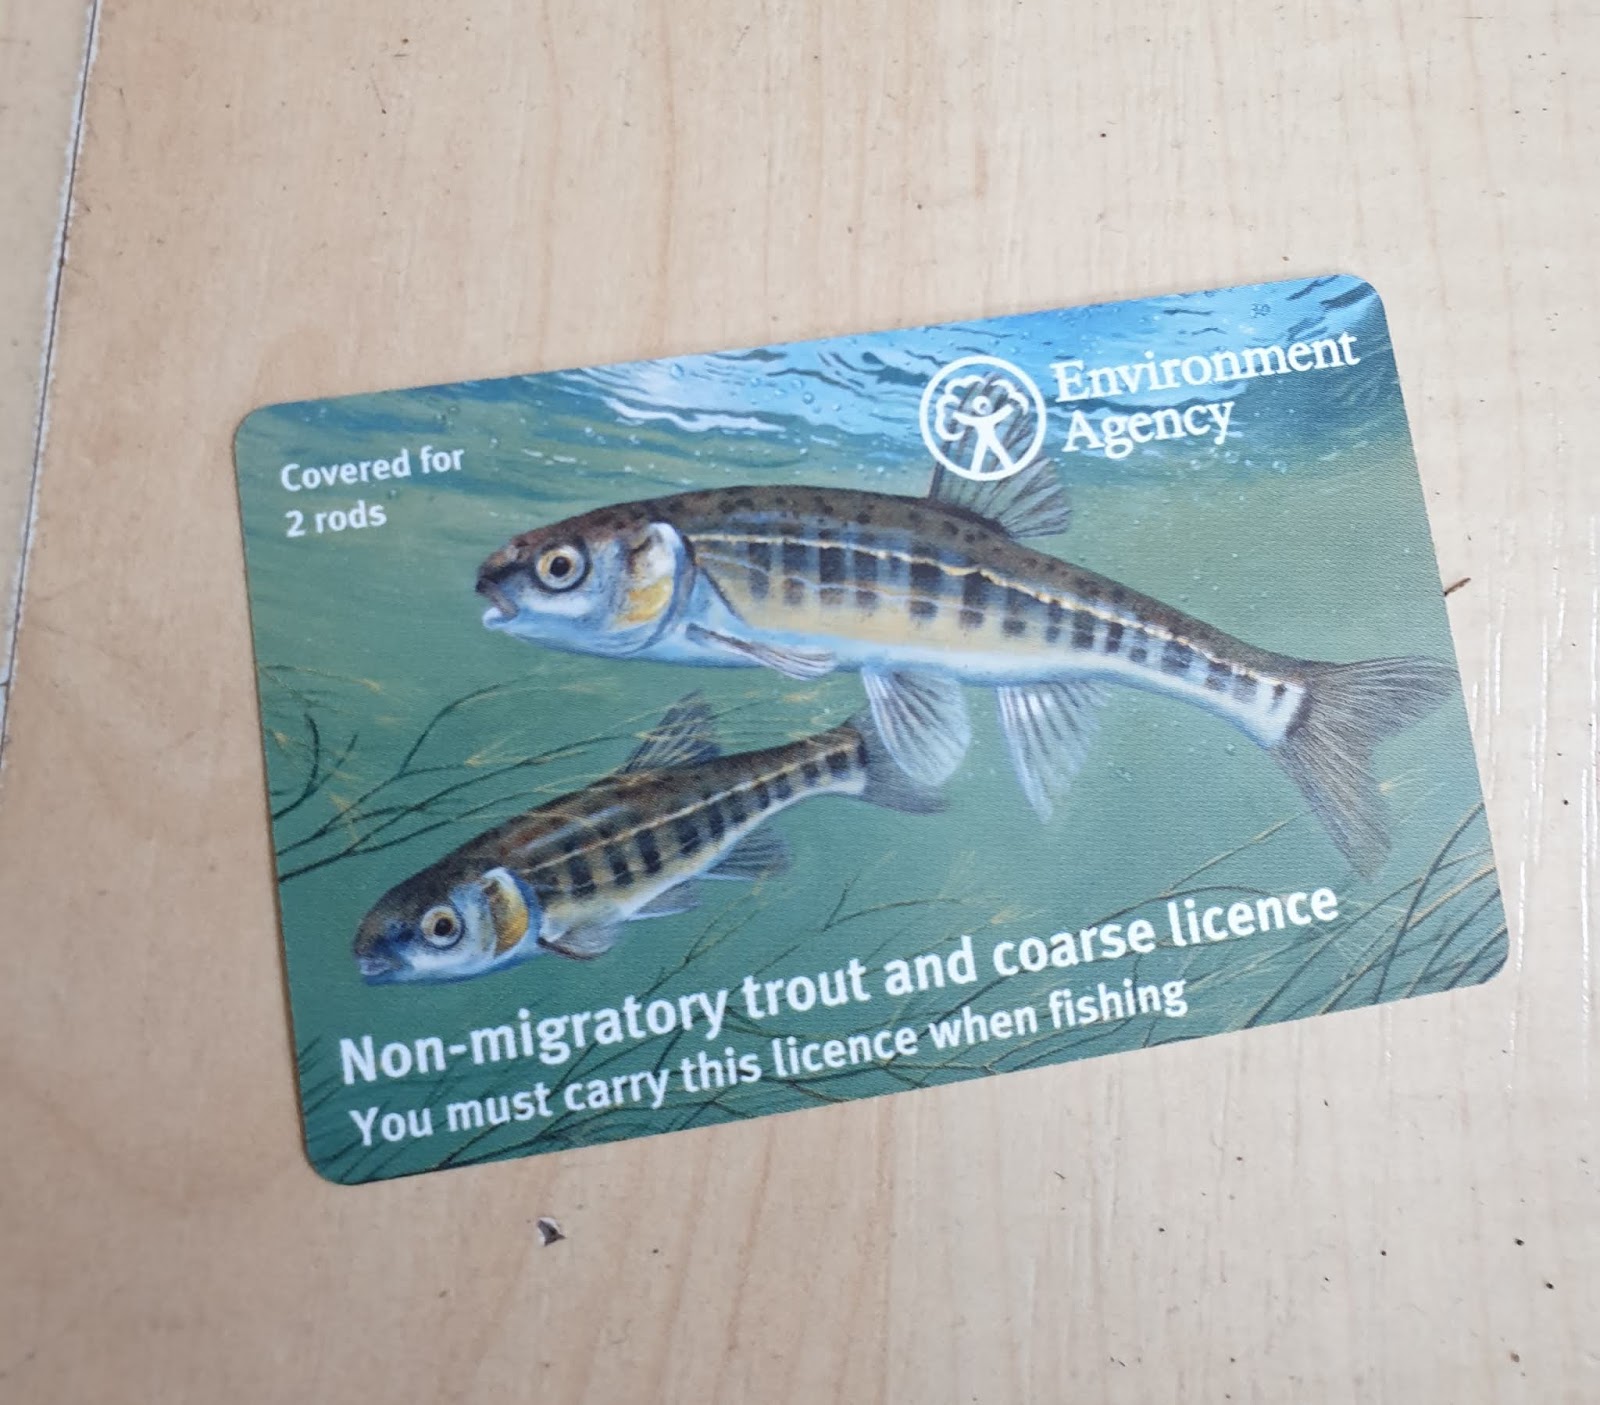 Environment
Agency
Covered for
2 rods
Non-migratory trout and coarse licence
You must carry this licence when fishing